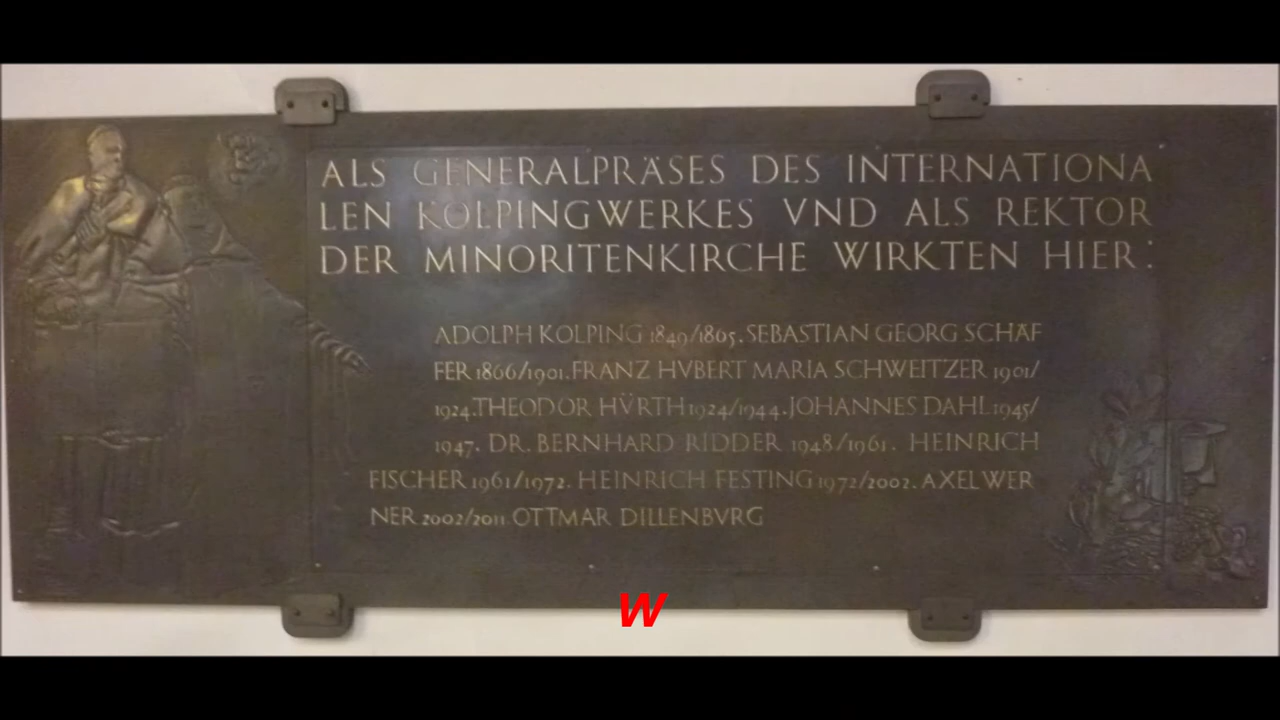 ALS GENERALPRÄSES DES INTERNATIONA
LEN KOLPINGWERKES VND ALS REKTOR
DER MINORITENKIRCHE WIRKTEN HIER:
ADOLPH KOLPING 1849/1865. SEBASTIAN GEORG SCHÄF
FER 1866/1901. FRANZ HVBERT MARIA SCHWEITZER 1901/
1924. THEODOR HÜRTH 1924/1944. JOHANNES DAHL 1945/
1947. DR. BERNHARD RIDDER 1948/1961. HEINRICH
FISCHER 1961/1972. HEINRICH FESTING 1972/2002. AXEL WER
NER 2002/2011 OTTMAR DILLENBVRG
W